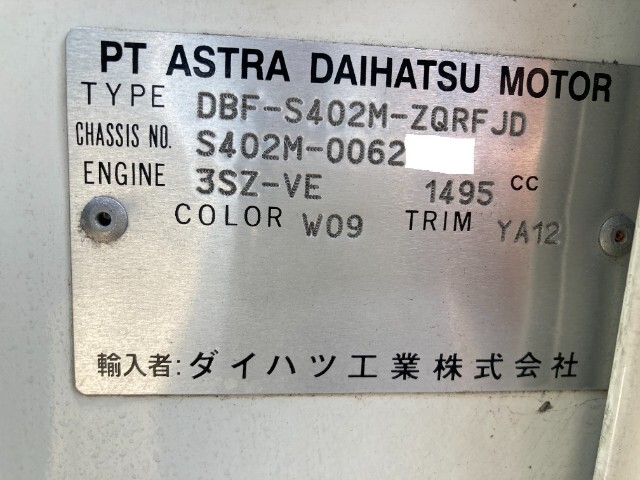 PT ASTRA DAIHATSU MOTOR
TYPE DBF-S402M-ZQRFJD
CHASSIS NO. S402M-0062
ENGINE 3SZ-VE 1495 cc
COLOR W09 TRIM YA12
輸入者:ダイハツ工業株式会社